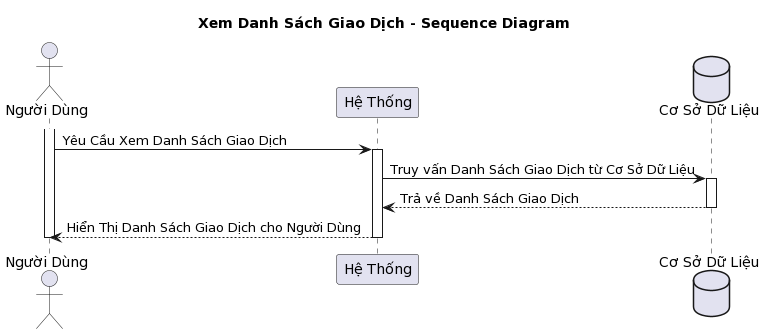 Xem Danh Sách Giao Dịch - Sequence Diagram
Người Dùng
Hệ Thống
Cơ Sở Dữ Liệu
Yêu Cầu Xem Danh Sách Giao Dịch
Truy vấn Danh Sách Giao Dịch từ Cơ Sở Dữ Liệu
Trả về Danh Sách Giao Dịch
Hiển Thị Danh Sách Giao Dịch cho Người Dùng
Người Dùng
Hệ Thống
Cơ Sở Dữ Liệu